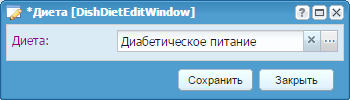 *Диета [DishDietEditWindow]
Диета: Диабетическое питание
Сохранить Закрыть